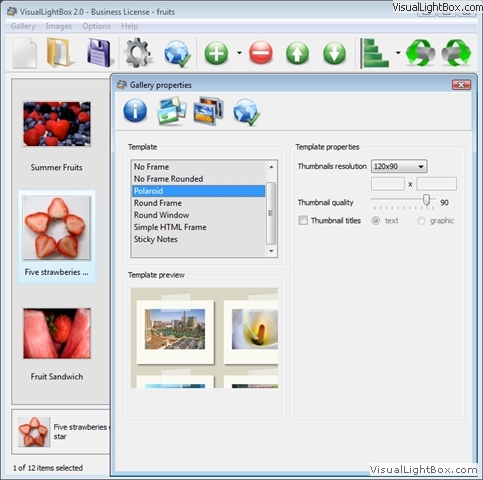 VisualLightBox.com
VisualLightBox 2.0 - Business License - fruits
Gallery Images Options Help
Gallery properties
Summer Fruits
Five strawberries ...
Fruit Sandwich
Five strawberries
star
1 of 12 items selected
Template
No Frame
No Frame Rounded
Polaroid
Round Frame
Round Window
Simple HTML Frame
Sticky Notes
Template preview
Template properties
Thumbnails resolution 120x90
x
Thumbnail quality 90
Thumbnail titles text graphic
VisualLightBox.com